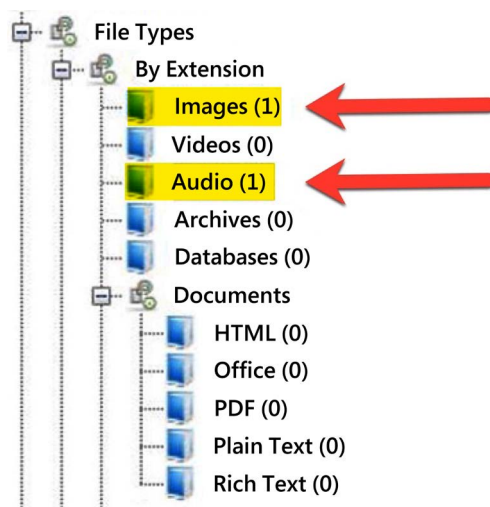 File Types
By Extension
Images (1)
Videos (0)
Audio (1)
Archives (0)
Databases (0)
Documents
HTML (0)
Office (0)
PDF (0)
Plain Text (0)
Rich Text (0)